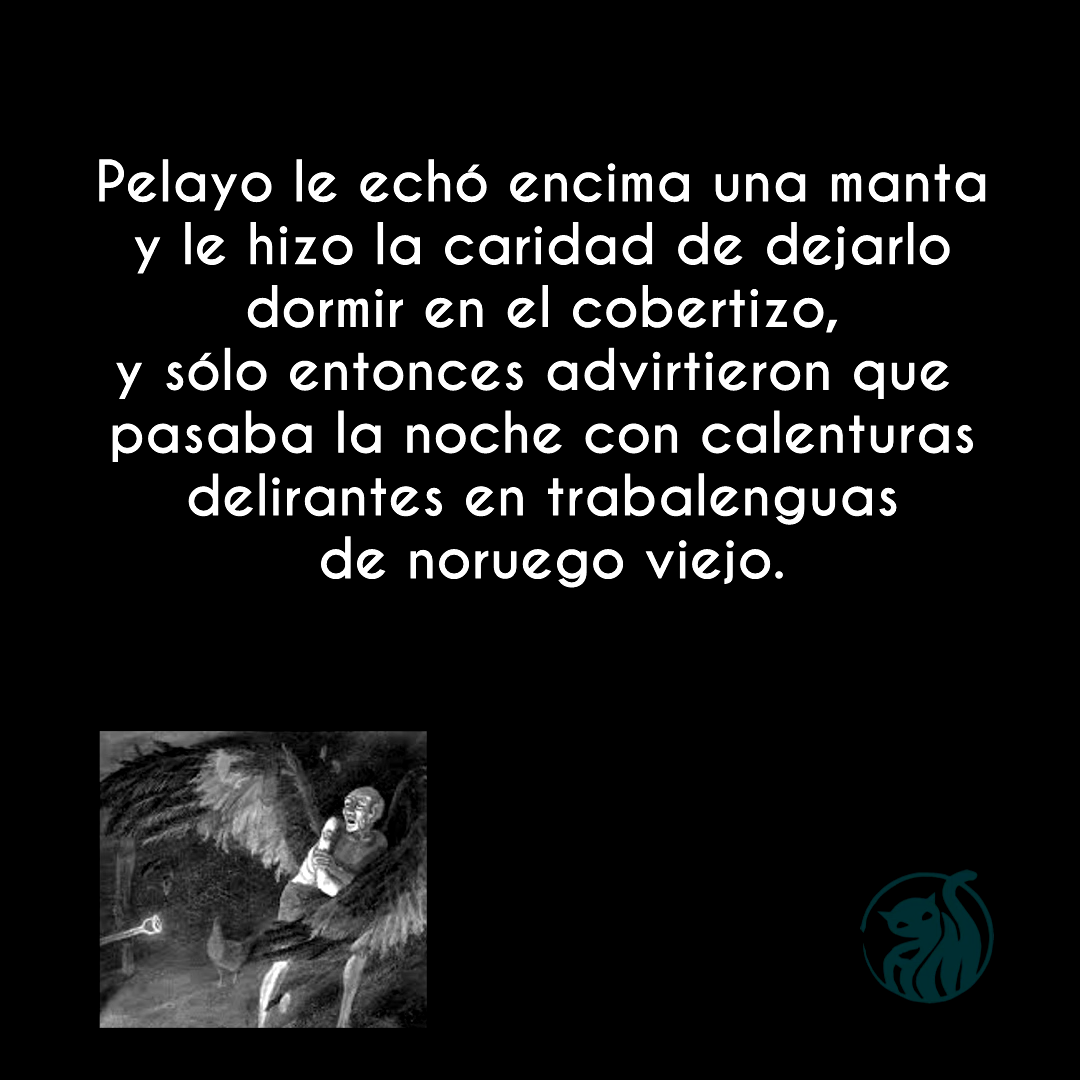 Pelayo le echó encima una manta
y le hizo la caridad de dejarlo
dormir en el cobertizo,
y sólo entonces advirtieron que
pasaba la noche con calenturas
delirantes en trabalenguas
de noruego viejo.